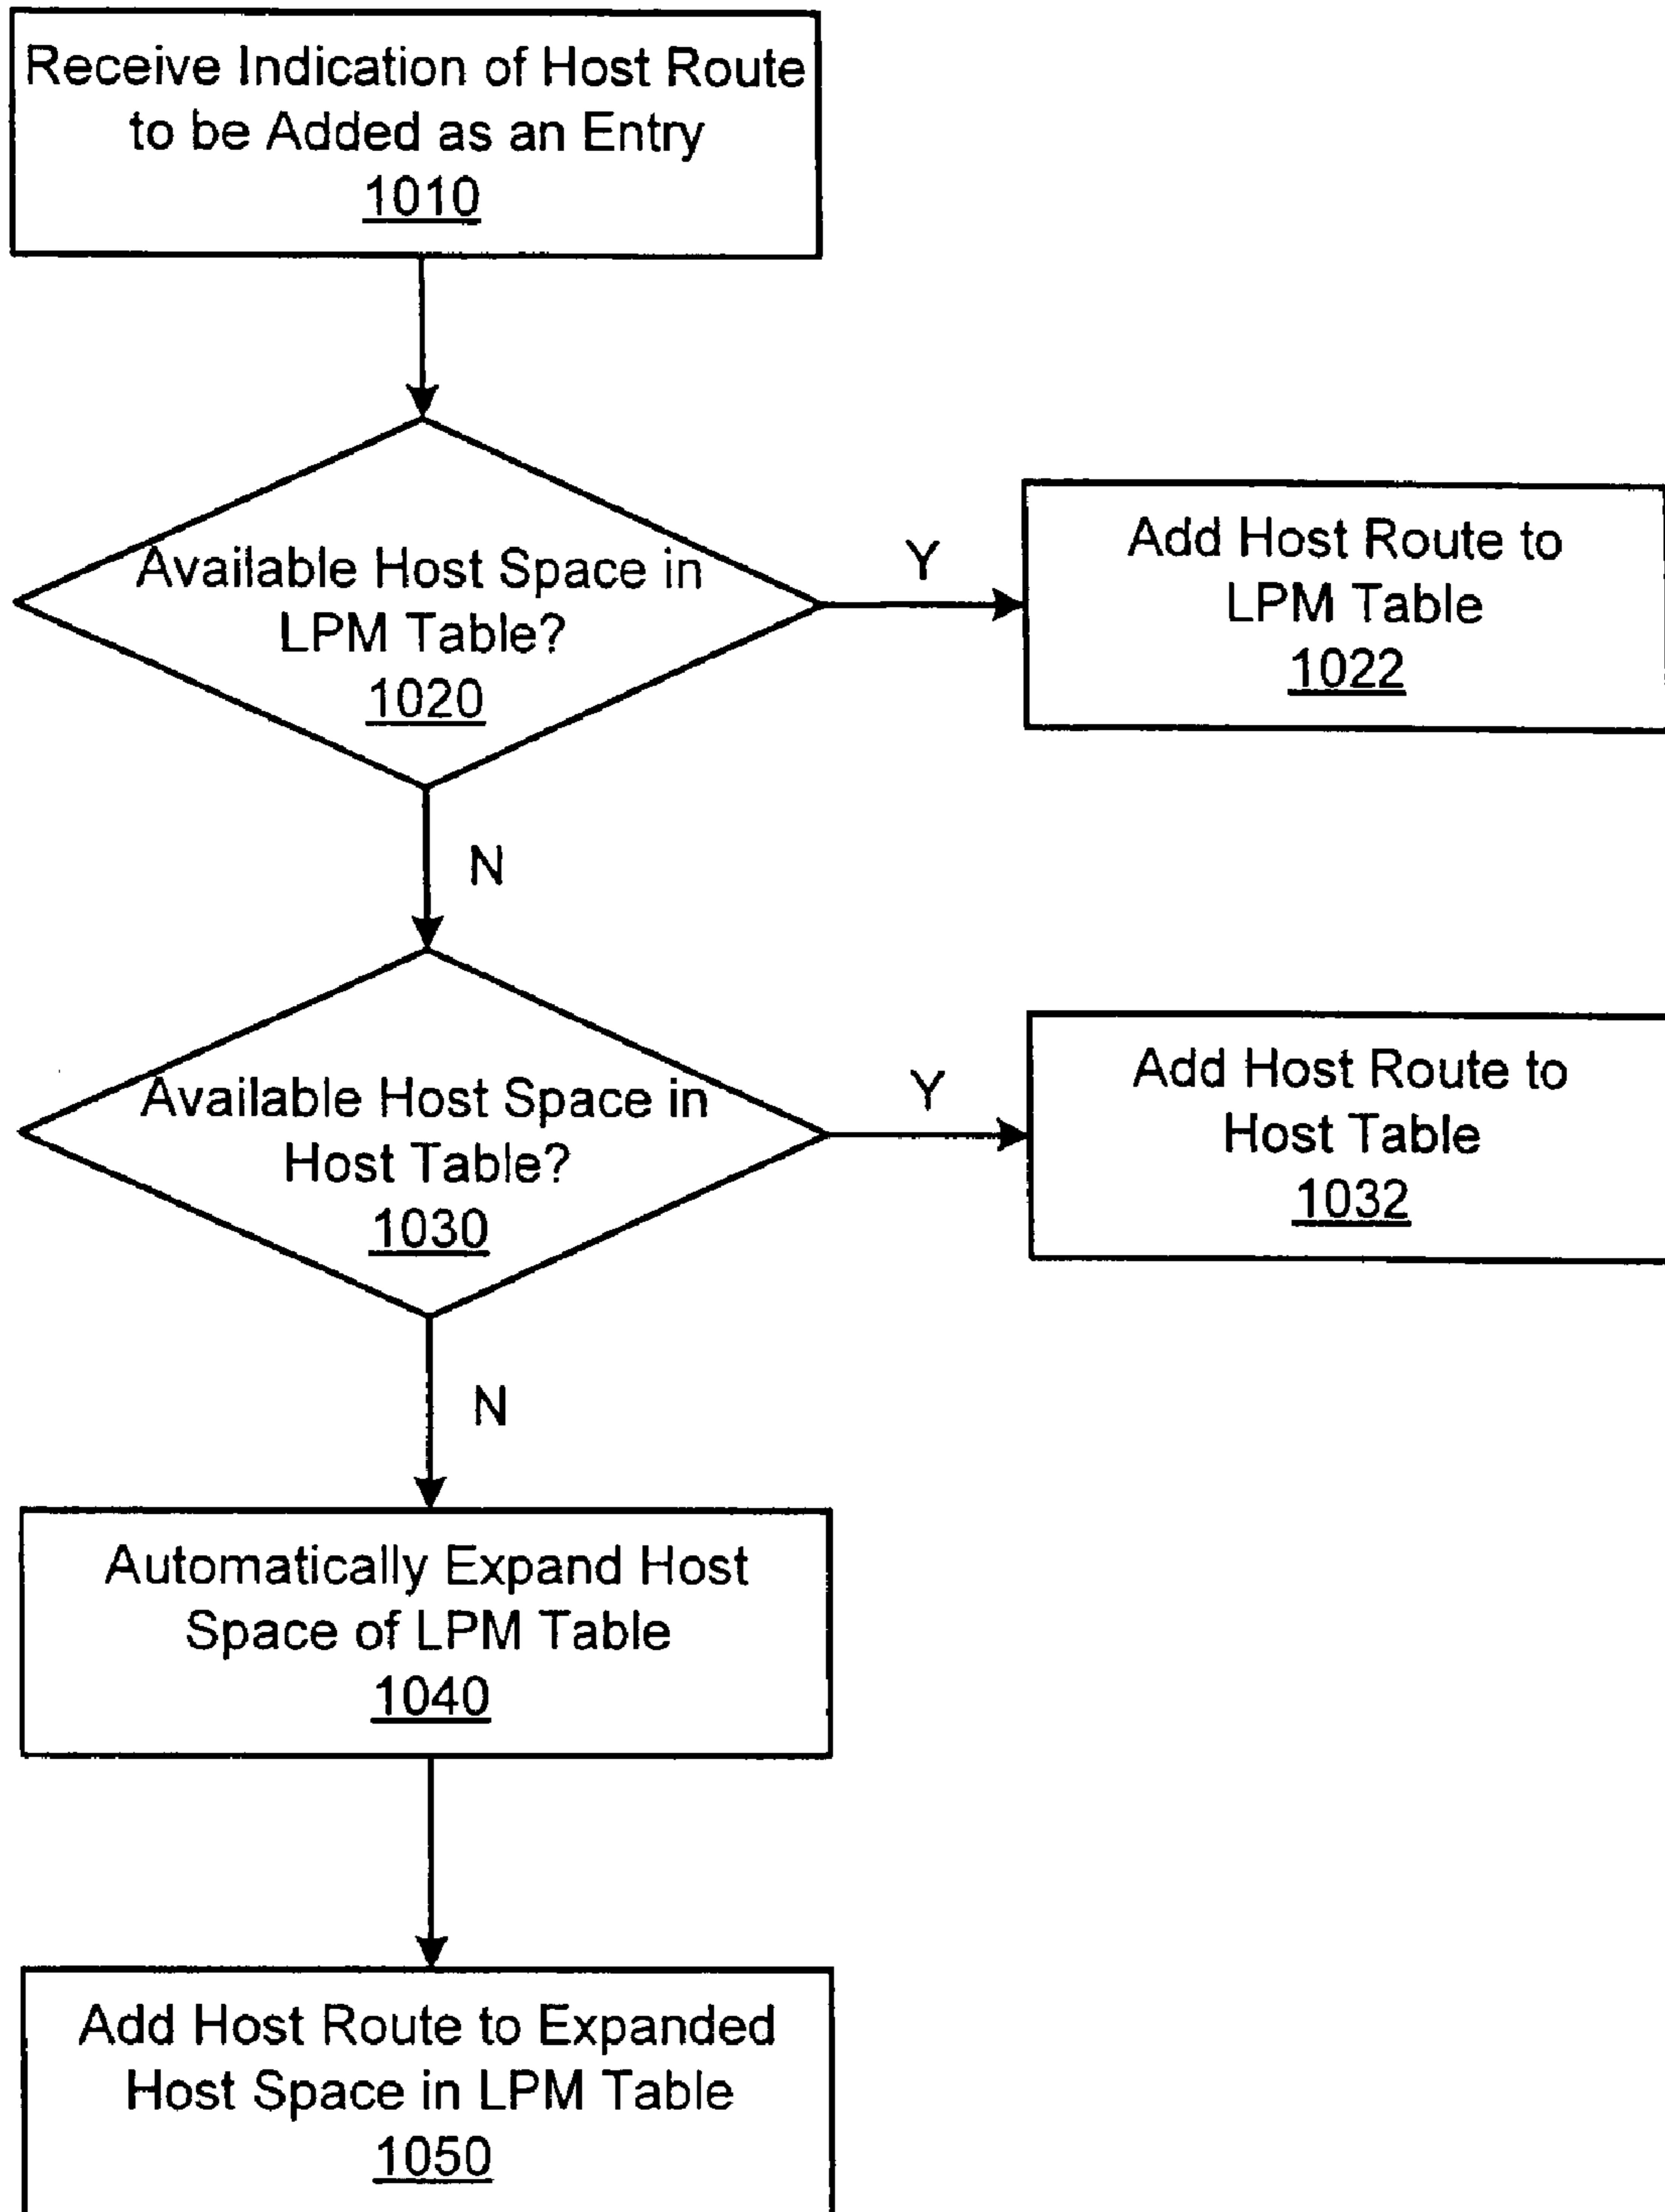 Receive Indication of Host Route
to be Added as an Entry
1010
Available Host Space in
LPM Table?
1020
Y
Add Host Route to
LPM Table
1022
N
Available Host Space in
Host Table?
1030
Y
Add Host Route to
Host Table
1032
N
Automatically Expand Host
Space of LPM Table
1040
Add Host Route to Expanded
Host Space in LPM Table
1050